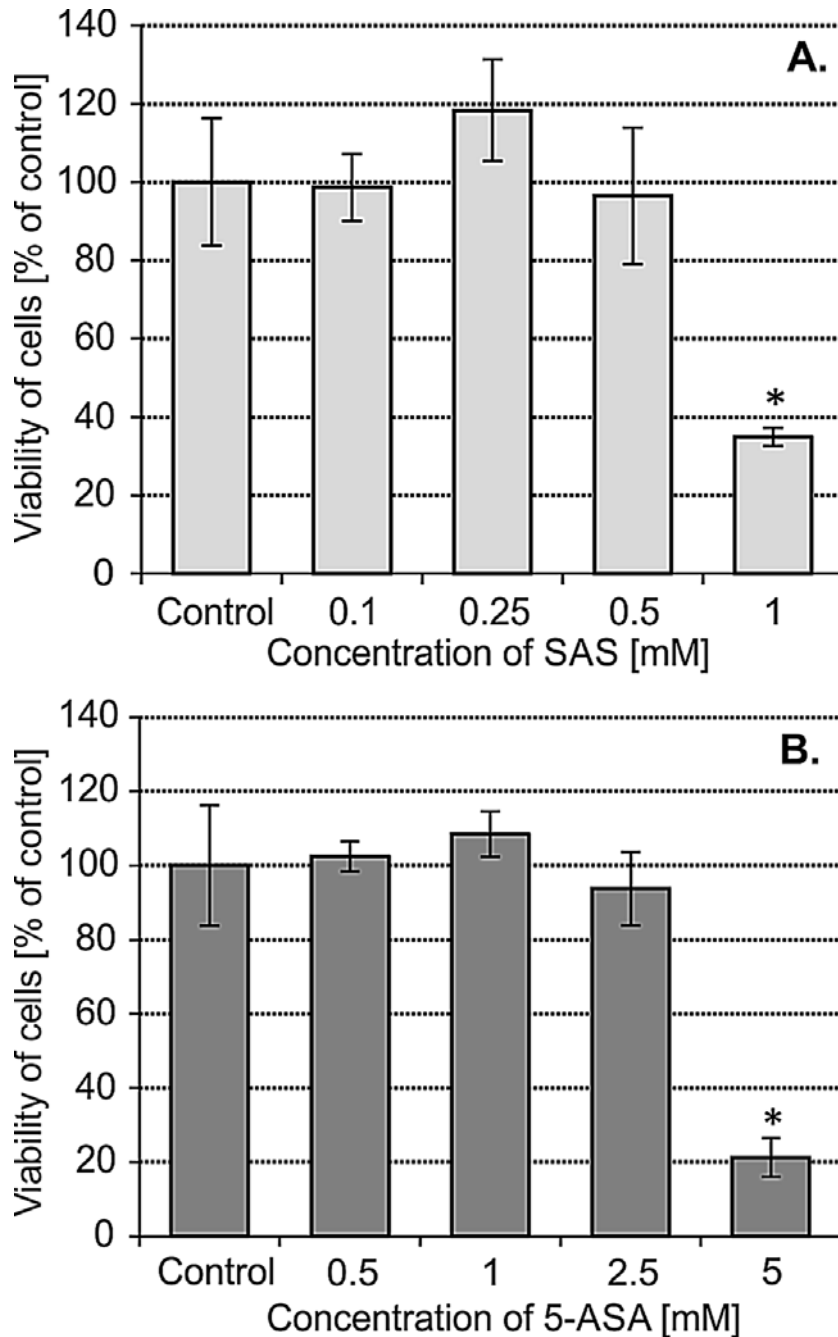 A.
Viability of cells [% of control]
140
120
100
80
60
40
20
0
*
Control 0.1 0.25 0.5 1
Concentration of SAS [mM]
B.
Viability of cells [% of control]
140
120
100
80
60
40
20
0
*
Control 0.5 1 2.5 5
Concentration of 5-ASA [mM]